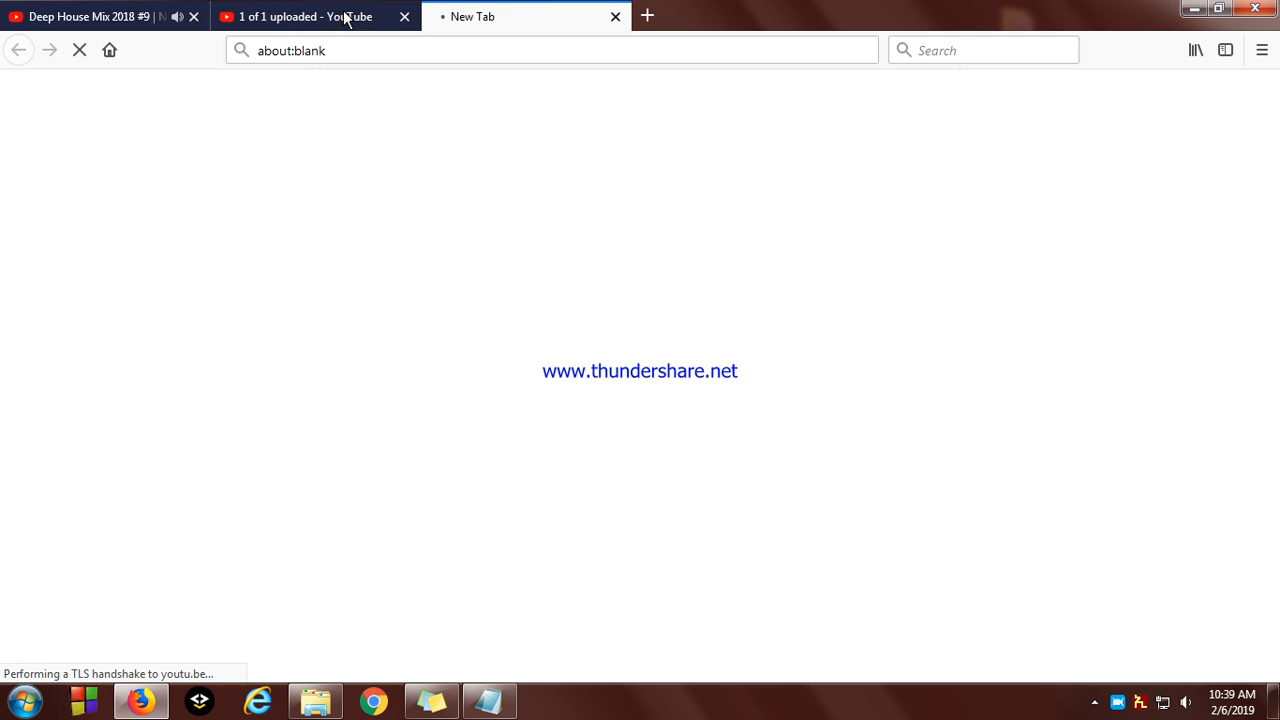 Deep House Mix 2018 #9 | N
1 of 1 uploaded - YouTube
New Tab
about:blank
Search
www.thundershare.net
Performing a TLS handshake to youtu.be...
10:39 AM
2/6/2019